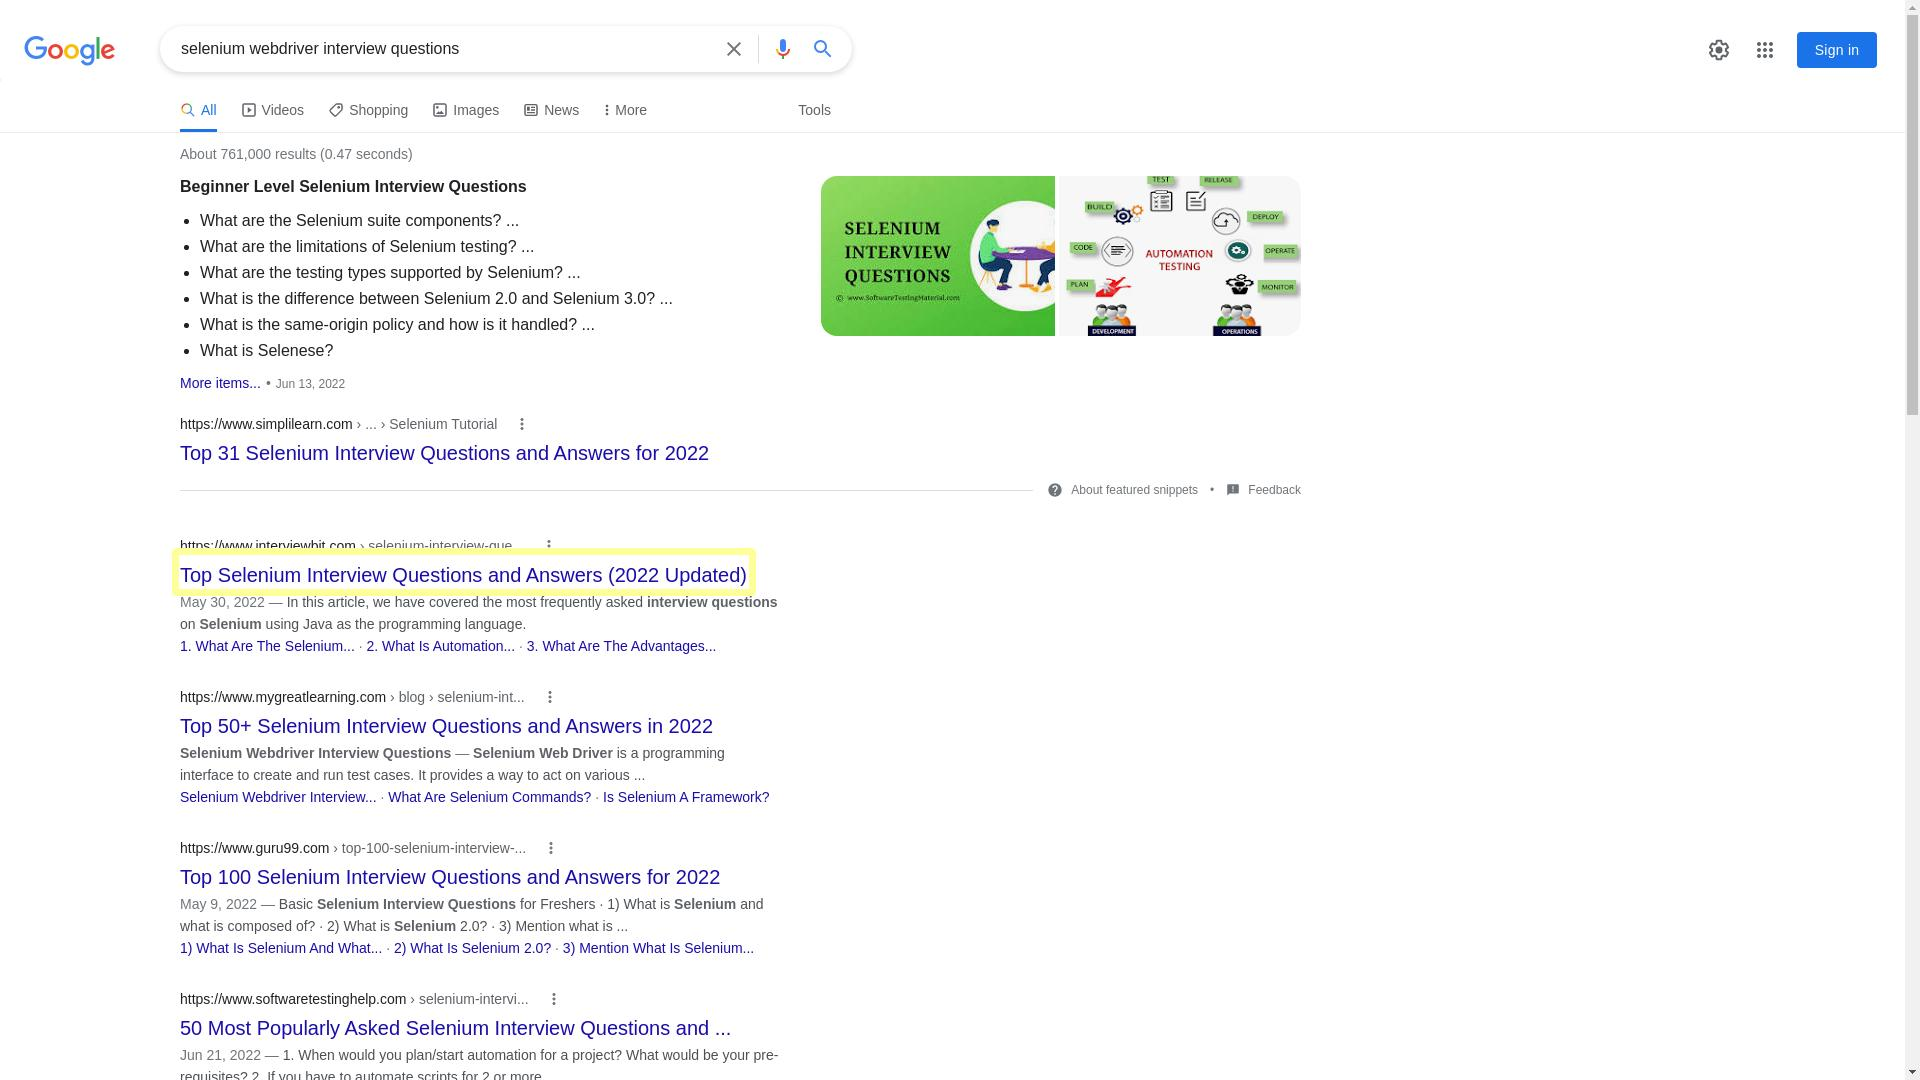 Google
selenium webdriver interview questions
Sign in
All
Videos
Shopping
Images
News
More
Tools
About 761,000 results (0.47 seconds)
Beginner Level Selenium Interview Questions
What are the Selenium suite components? ...
What are the limitations of Selenium testing? ...
What are the testing types supported by Selenium? ...
What is the difference between Selenium 2.0 and Selenium 3.0? ...
What is the same-origin policy and how is it handled? ...
What is Selenese?
More items... • Jun 13, 2022
SELENIUM
INTERVIEW
QUESTIONS
© www.SoftwareTestingMaterial.com
TEST
RELEASE
BUILD
DEPLOY
CODE
AUTOMATION
TESTING
OPERATE
PLAN
MONITOR
DEVELOPMENT
OPERATIONS
https://www.simplilearn.com › ... › Selenium Tutorial
Top 31 Selenium Interview Questions and Answers for 2022
About featured snippets • Feedback
https://www.interviewbit.com › selenium-interview-que...
Top Selenium Interview Questions and Answers (2022 Updated)
May 30, 2022 — In this article, we have covered the most frequently asked interview questions
on Selenium using Java as the programming language.
1. What Are The Selenium... · 2. What Is Automation... · 3. What Are The Advantages...
https://www.mygreatlearning.com › blog › selenium-int...
Top 50+ Selenium Interview Questions and Answers in 2022
Selenium Webdriver Interview Questions — Selenium Web Driver is a programming
interface to create and run test cases. It provides a way to act on various ...
Selenium Webdriver Interview... · What Are Selenium Commands? · Is Selenium A Framework?
https://www.guru99.com › top-100-selenium-interview-...
Top 100 Selenium Interview Questions and Answers for 2022
May 9, 2022 — Basic Selenium Interview Questions for Freshers · 1) What is Selenium and
what is composed of? · 2) What is Selenium 2.0? · 3) Mention what is ...
1) What Is Selenium And What... · 2) What Is Selenium 2.0? · 3) Mention What Is Selenium...
https://www.softwaretestinghelp.com › selenium-intervi...
50 Most Popularly Asked Selenium Interview Questions and ...
Jun 21, 2022 — 1. When would you plan/start automation for a project? What would be your pre-
requisites? 2. If you have to automate scripts for 2 or more